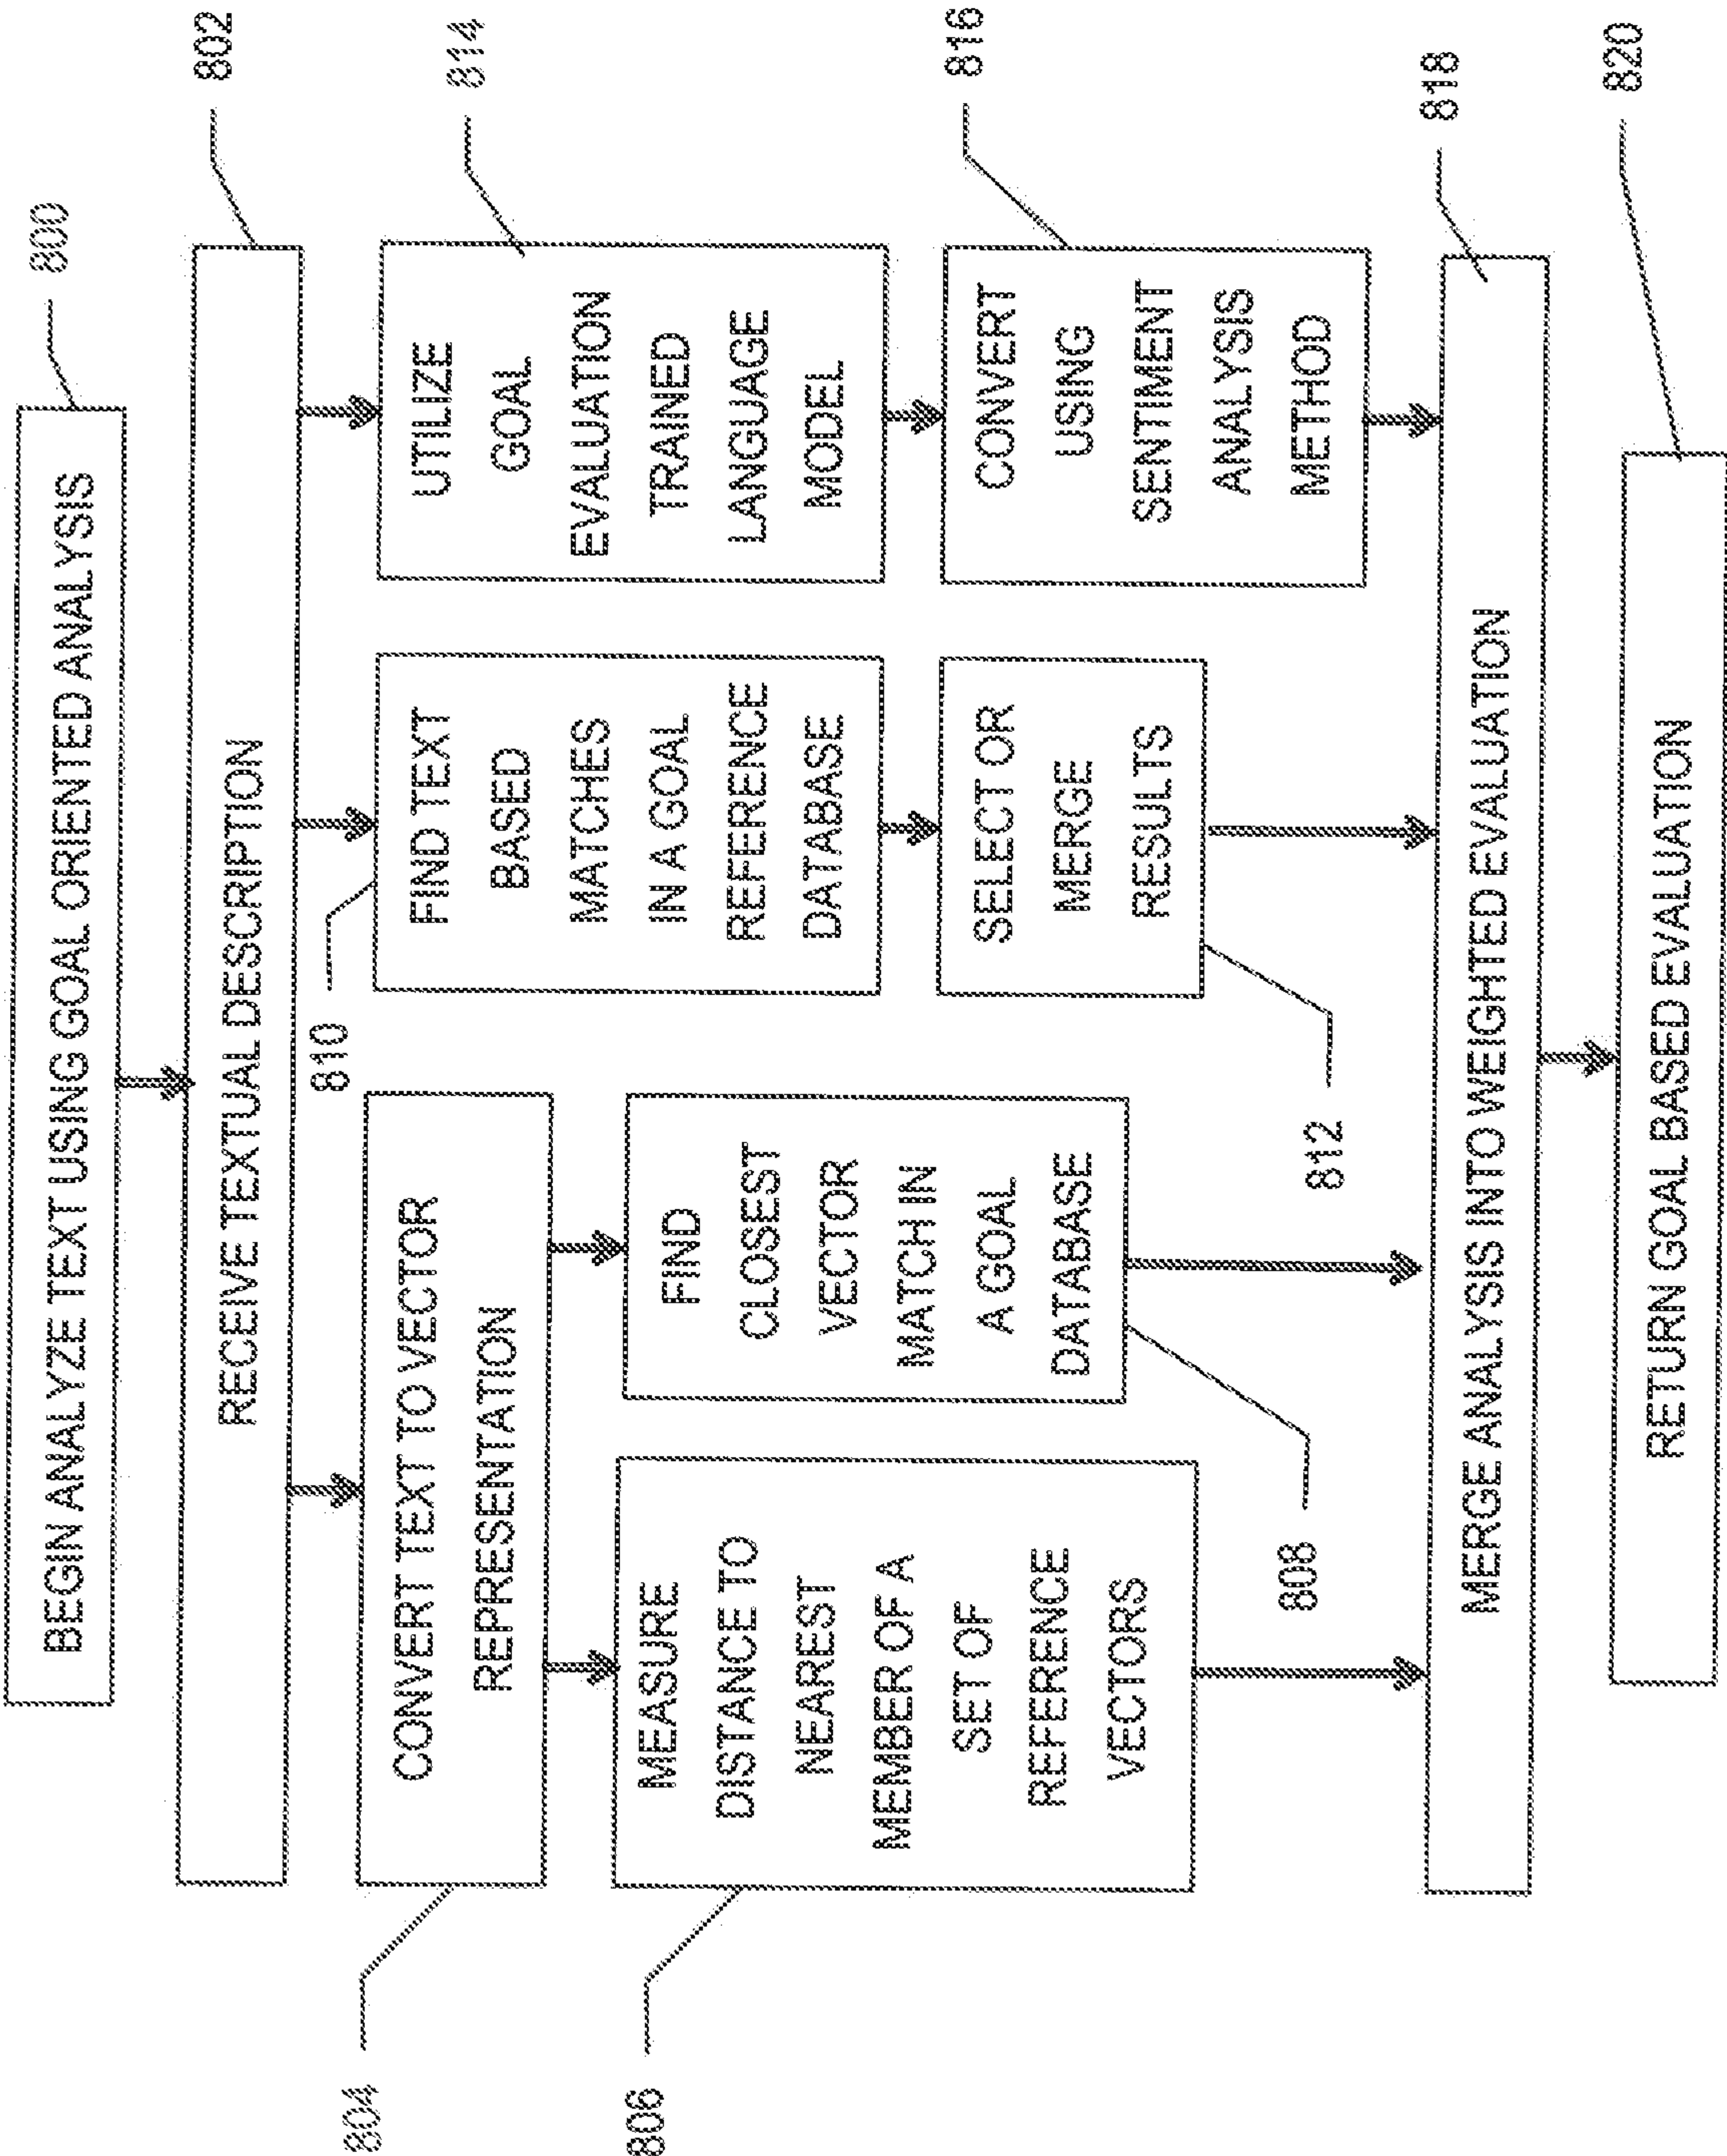 BEGIN ANALYZE TEXT USING GOAL ORIENTED ANALYSIS
800
RECEIVE TEXTUAL DESCRIPTION
802
804
CONVERT TEXT TO VECTOR
REPRESENTATION
806
MEASURE
DISTANCE TO
NEAREST
MEMBER OF A
SET OF
REFERENCE
VECTORS
FIND
CLOSEST
VECTOR
MATCH IN
A GOAL
DATABASE
808
810
FIND TEXT
BASED
MATCHES
IN A GOAL
REFERENCE
DATABASE
SELECT OR
MERGE
RESULTS
812
UTILIZE
GOAL
EVALUATION
TRAINED
LANGUAGE
MODEL
814
CONVERT
USING
SENTIMENT
ANALYSIS
METHOD
816
MERGE ANALYSIS INTO WEIGHTED EVALUATION
818
RETURN GOAL BASED EVALUATION
820